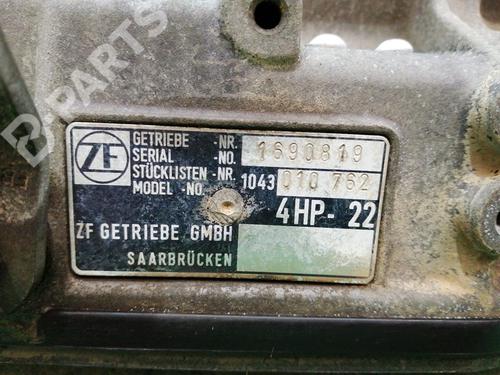 B-PARTS
ZF
GETRIEBE -NR.
SERIAL -NO. 1690819
STÜCKLISTEN - NR.
MODEL -NO. 1043 010 762
4HP- 22
ZF GETRIEBE GMBH
SAARBRÜCKEN